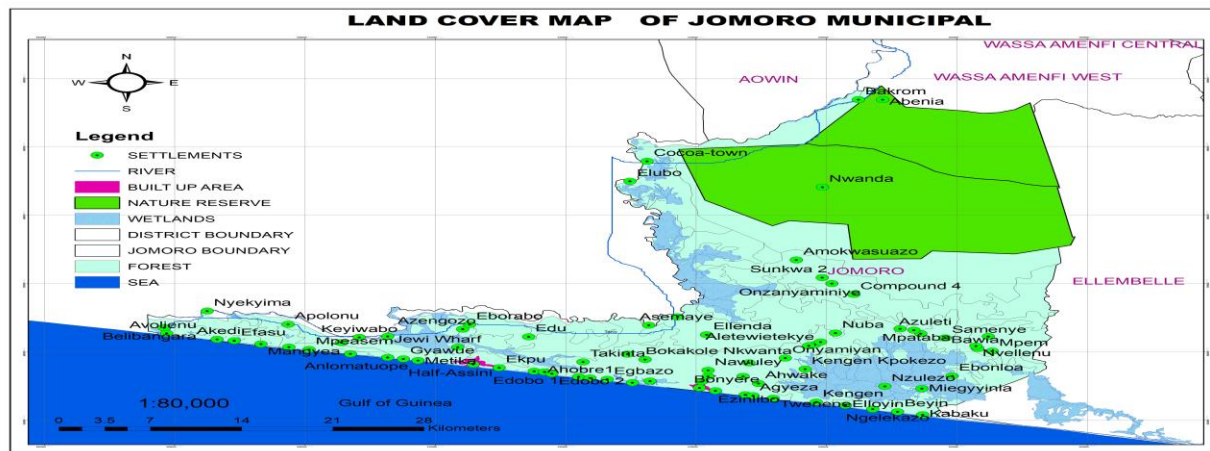 LAND COVER MAP OF JOMORO MUNICIPAL
WASSA AMENFI CENTRAL
AOWIN
WASSA AMENFI WEST
N
W E
S
Bakrom
Abenia
Legend
SETTLEMENTS
RIVER
BUILT UP AREA
NATURE RESERVE
WETLANDS
DISTRICT BOUNDARY
JOMORO BOUNDARY
FOREST
SEA
Cocoa-town
Elubo
Nwanda
Amokwasuazo
Sunkwa 2
JOMORO
ELLEMBELLE
Compound 4
Onzanyaminiye
Nyekyima
Avolienu
Apolonu
Azengozo
Eborabo
Asemaye
Ellenda
Nuba
Azuleti
Samenye
Belibangara
Akedi
Efasu
Keyiwabo
Jewi Wharf
Edu
Aletewietekye
Mpataba
Bawia
Mpem
Mangyea
Mpeasem
Gyawue
Takinta
Bokakole
Nkwanta
Onyamiyan
Nvellenu
Anlomatuope
Metika
Ekpu
Nawuley
Kengen
Kpokezo
Ebonloa
Half-Assini
Ahobre1
Egbazo
Ahwake
Nzulezo
Edobo 1
Edobo 2
Bonyere
Agyeza
Miegyyinla
Ezinlibo
Kengen
Twenene
Elloyin
Beyin
Ngelekazo
Kabaku
1:80,000
Gulf of Guinea
0 3.5 7 14 21 28
Kilometers